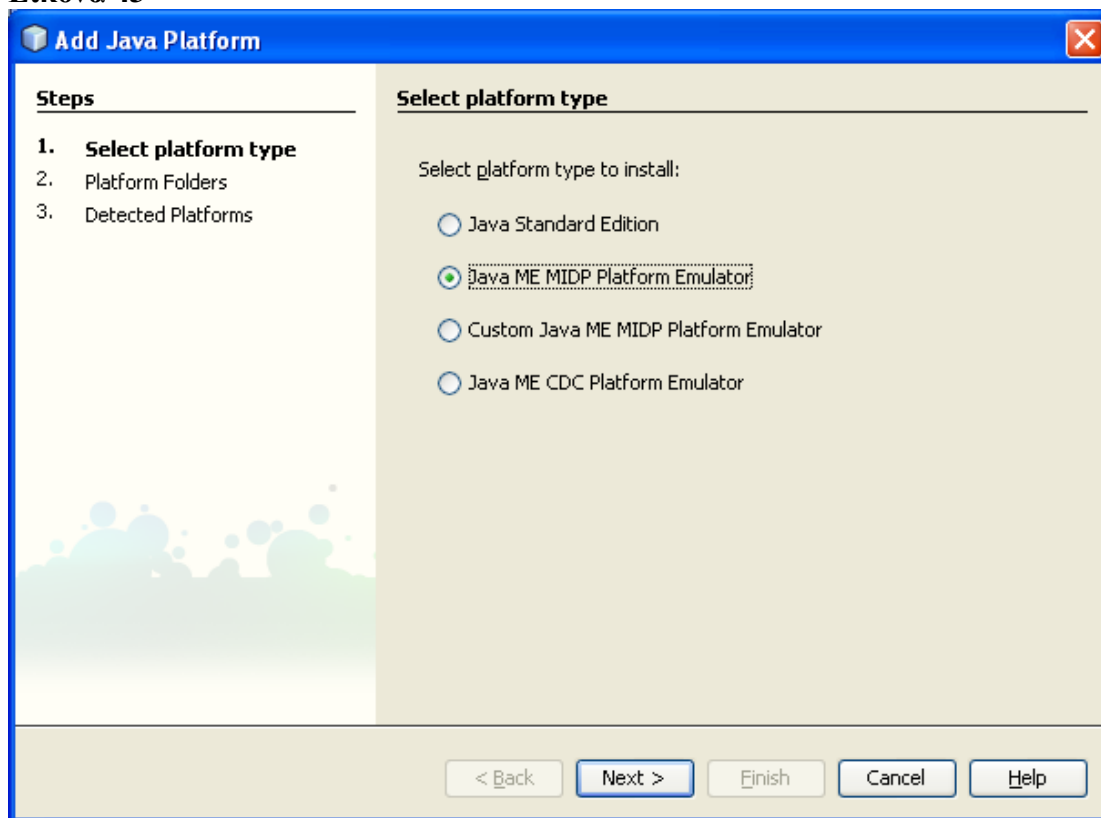 Add Java Platform
Steps
1. Select platform type
2. Platform Folders
3. Detected Platforms
Select platform type
Select platform type to install:
Java Standard Edition
Java ME MIDP Platform Emulator
Custom Java ME MIDP Platform Emulator
Java ME CDC Platform Emulator
< Back
Next >
Finish
Cancel
Help